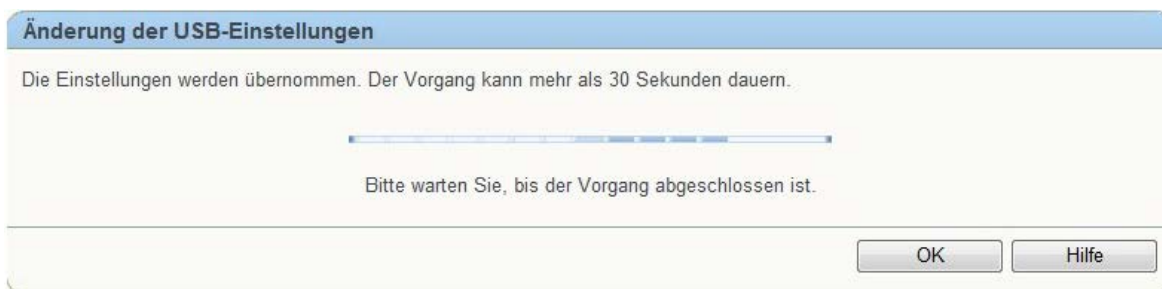 Änderung der USB-Einstellungen
Die Einstellungen werden übernommen. Der Vorgang kann mehr als 30 Sekunden dauern.
Bitte warten Sie, bis der Vorgang abgeschlossen ist.
OK
Hilfe